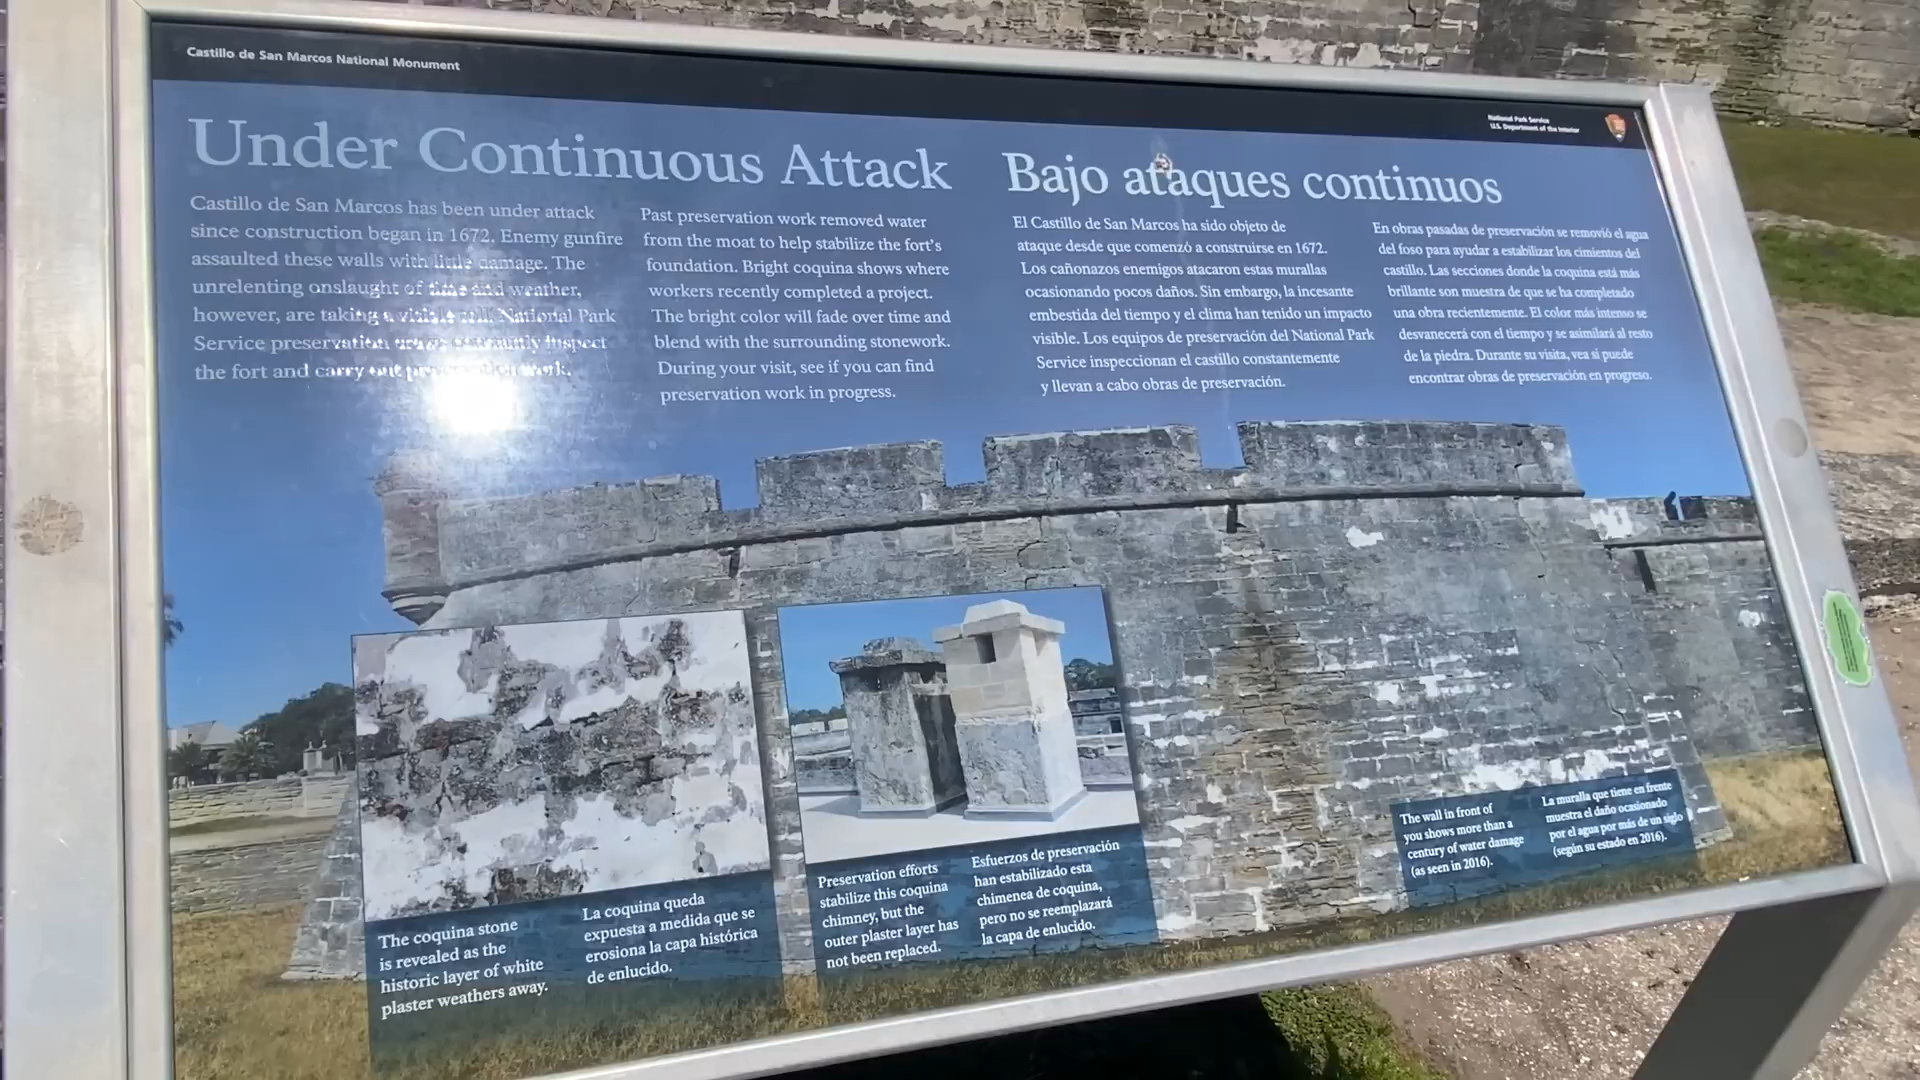 Castillo de San Marcos National Monument
National Park Service
U.S. Department of the Interior
Under Continuous Attack
Castillo de San Marcos has been under attack
since construction began in 1672. Enemy gunfire
assaulted these walls with little damage. The
unrelenting onslaught of time and weather,
however, are taking a visible toll. National Park
Service preservation crews constantly inspect
the fort and carry out preservation work.
Past preservation work removed water
from the moat to help stabilize the fort's
foundation. Bright coquina shows where
workers recently completed a project.
The bright color will fade over time and
blend with the surrounding stonework.
During your visit, see if you can find
preservation work in progress.
Bajo ataques continuos
El Castillo de San Marcos ha sido objeto de
ataque desde que comenzó a construirse en 1672.
Los cañonazos enemigos atacaron estas murallas
ocasionando pocos daños. Sin embargo, la incesante
embestida del tiempo y el clima han tenido un impacto
visible. Los equipos de preservación del National Park
Service inspeccionan el castillo constantemente
y llevan a cabo obras de preservación.
En obras pasadas de preservación se removió el agua
del foso para ayudar a estabilizar los cimientos del
castillo. Las secciones donde la coquina está más
brillante son muestra de que se ha completado
una obra recientemente. El color más intenso se
desvanecerá con el tiempo y se asimilará al resto
de la piedra. Durante su visita, vea si puede
encontrar obras de preservación en progreso.
The coquina stone
is revealed as the
historic layer of white
plaster weathers away.
La coquina queda
expuesta a medida que se
erosiona la capa histórica
de enlucido.
Preservation efforts
stabilize this coquina
chimney, but the
outer plaster layer has
not been replaced.
Esfuerzos de preservación
han estabilizado esta
chimenea de coquina,
pero no se reemplazará
la capa de enlucido.
The wall in front of
you shows more than a
century of water damage
(as seen in 2016).
La muralla que tiene en frente
muestra el daño ocasionado
por el agua por más de un siglo
(según su estado en 2016).